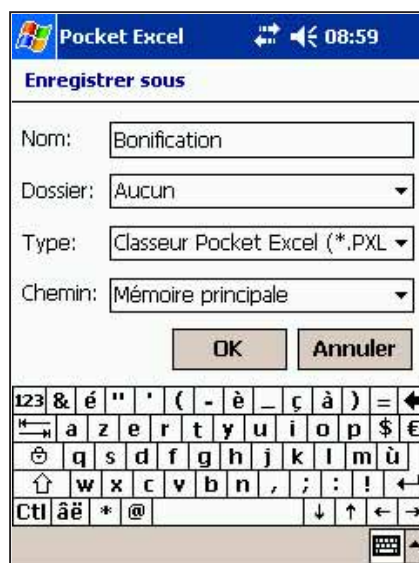 Pocket Excel 08:59
Enregistrer sous
Nom: Bonification
Dossier: Aucun
Type: Classeur Pocket Excel (*.PXL
Chemin: Mémoire principale
OK Annuler
123 & é " ' ( - è _ ç à ) =
a z e r t y u i o p $ €
q s d f g h j k l m ù
w x c v b n , ; : !
Ctl âë * @